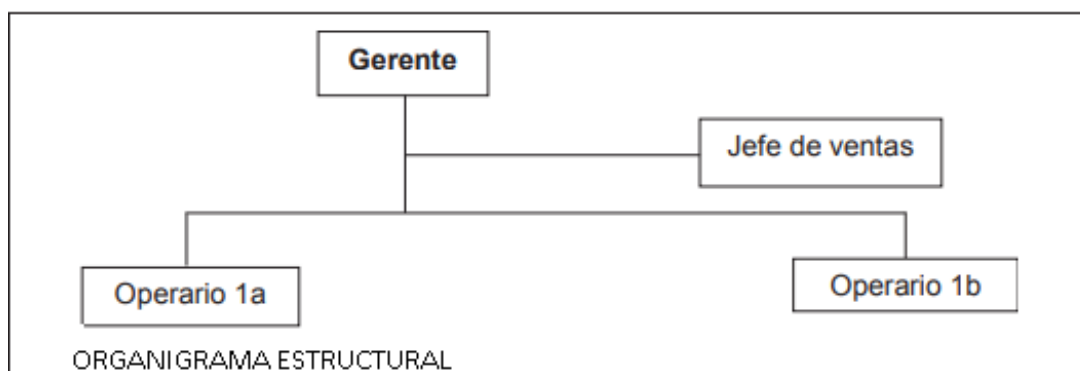 Gerente
Jefe de ventas
Operario 1a
Operario 1b
ORGANIGRAMA ESTRUCTURAL